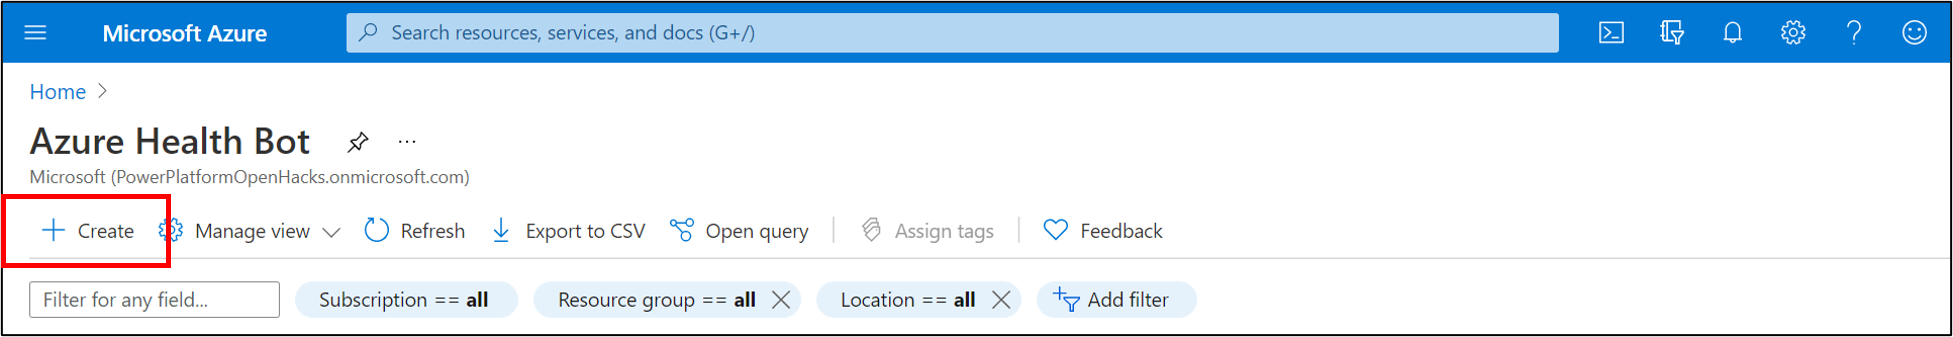 Microsoft Azure
Search resources, services, and docs (G+/)
Home >
Azure Health Bot ...
Microsoft (PowerPlatformOpenHacks.onmicrosoft.com)
+ Create Manage view Refresh Export to CSV Open query Assign tags Feedback
Filter for any field... Subscription == all Resource group == all Location == all Add filter